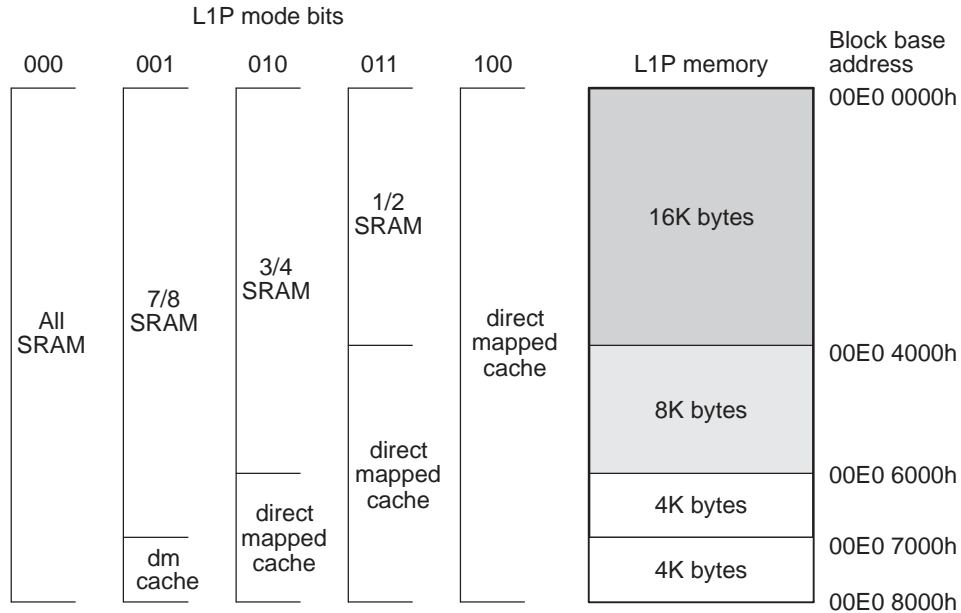 L1P mode bits
000 001 010 011 100 L1P memory Block base
address
00E0 0000h
All
SRAM
7/8
SRAM
dm
cache
3/4
SRAM
direct
mapped
cache
1/2
SRAM
direct
mapped
cache
direct
mapped
cache
16K bytes
00E0 4000h
8K bytes
00E0 6000h
4K bytes
00E0 7000h
4K bytes
00E0 8000h